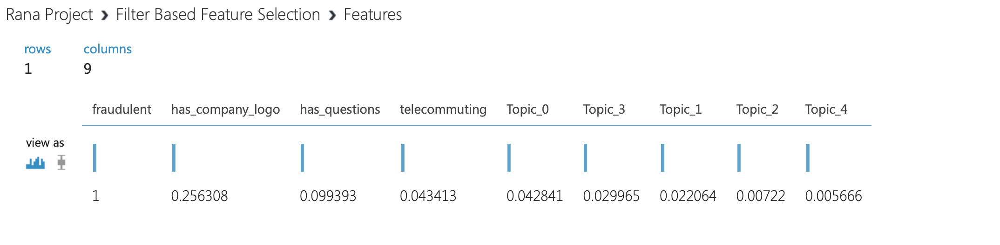 Rana Project ❯ Filter Based Feature Selection ❯ Features
rows columns
1 9
fraudulent has_company_logo has_questions telecommuting Topic_0 Topic_3 Topic_1 Topic_2 Topic_4
view as
1 0.256308 0.099393 0.043413 0.042841 0.029965 0.022064 0.00722 0.005666